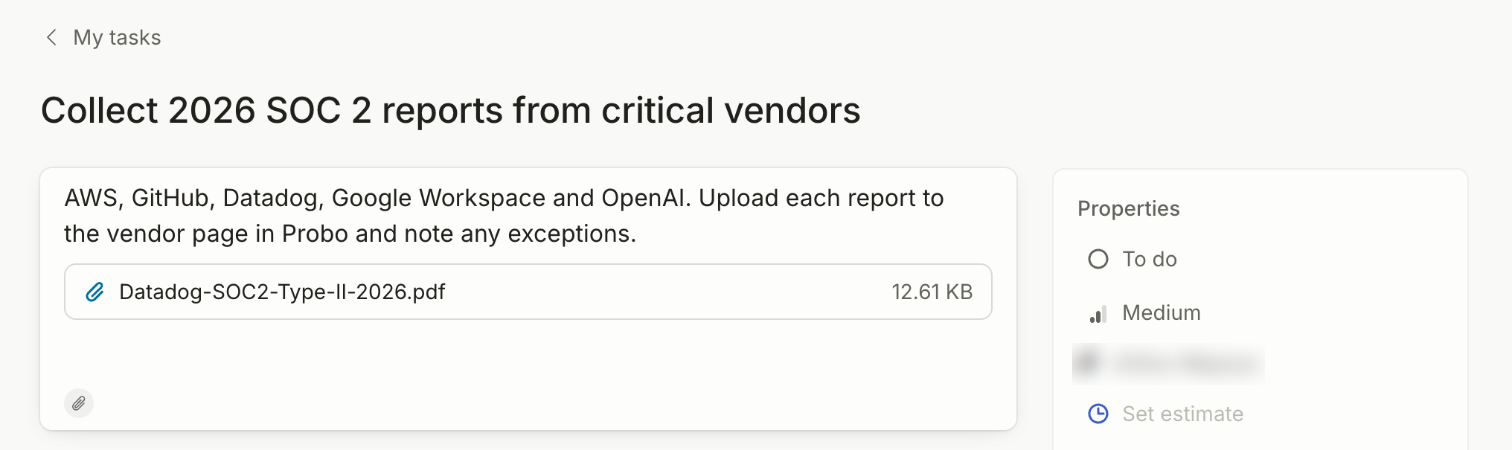 My tasks
Collect 2026 SOC 2 reports from critical vendors
AWS, GitHub, Datadog, Google Workspace and OpenAI. Upload each report to
the vendor page in Probo and note any exceptions.
Datadog-SOC2-Type-II-2026.pdf 12.61 KB
Properties
To do
Medium
Set estimate